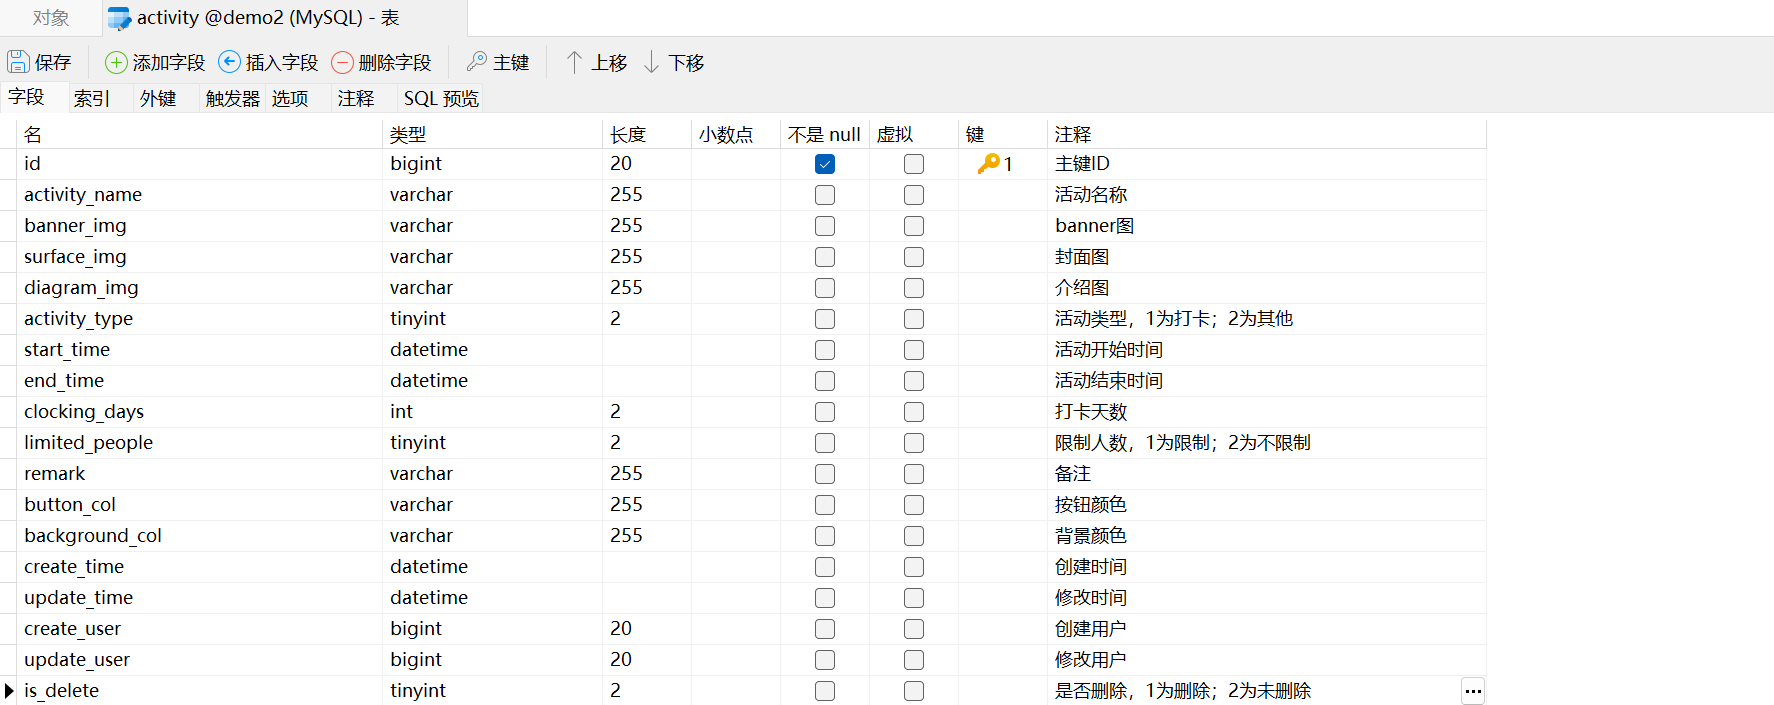 对象 activity @demo2 (MySQL) - 表
保存 添加字段 插入字段 删除字段 主键 上移 下移
字段 索引 外键 触发器 选项 注释 SQL 预览
名 类型 长度 小数点 不是 null 虚拟 键 注释
id bigint 20 1 主键ID
activity_name varchar 255 活动名称
banner_img varchar 255 banner图
surface_img varchar 255 封面图
diagram_img varchar 255 介绍图
activity_type tinyint 2 活动类型，1为打卡；2为其他
start_time datetime 活动开始时间
end_time datetime 活动结束时间
clocking_days int 2 打卡天数
limited_people tinyint 2 限制人数，1为限制；2为不限制
remark varchar 255 备注
button_col varchar 255 按钮颜色
background_col varchar 255 背景颜色
create_time datetime 创建时间
update_time datetime 修改时间
create_user bigint 20 创建用户
update_user bigint 20 修改用户
is_delete tinyint 2 是否删除，1为删除；2为未删除